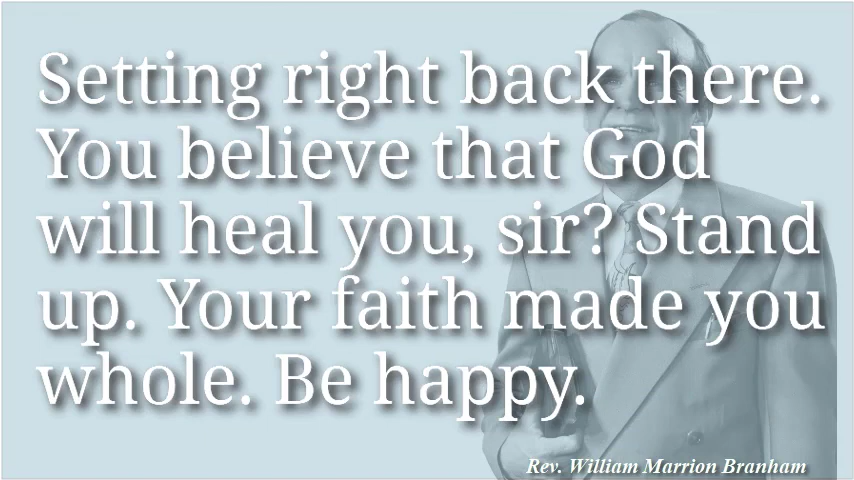 Setting right back there.
You believe that God
will heal you, sir? Stand
up. Your faith made you
whole. Be happy.
Rev. William Marrion Branham